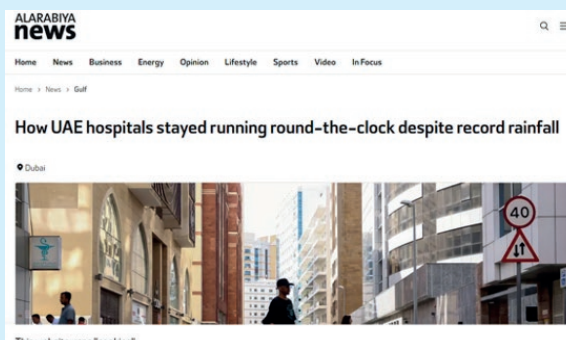 ALARABIYA
news
Home News Business Energy Opinion Lifestyle Sports Video In Focus
Home > News > Gulf
How UAE hospitals stayed running round-the-clock despite record rainfall
Dubai
40